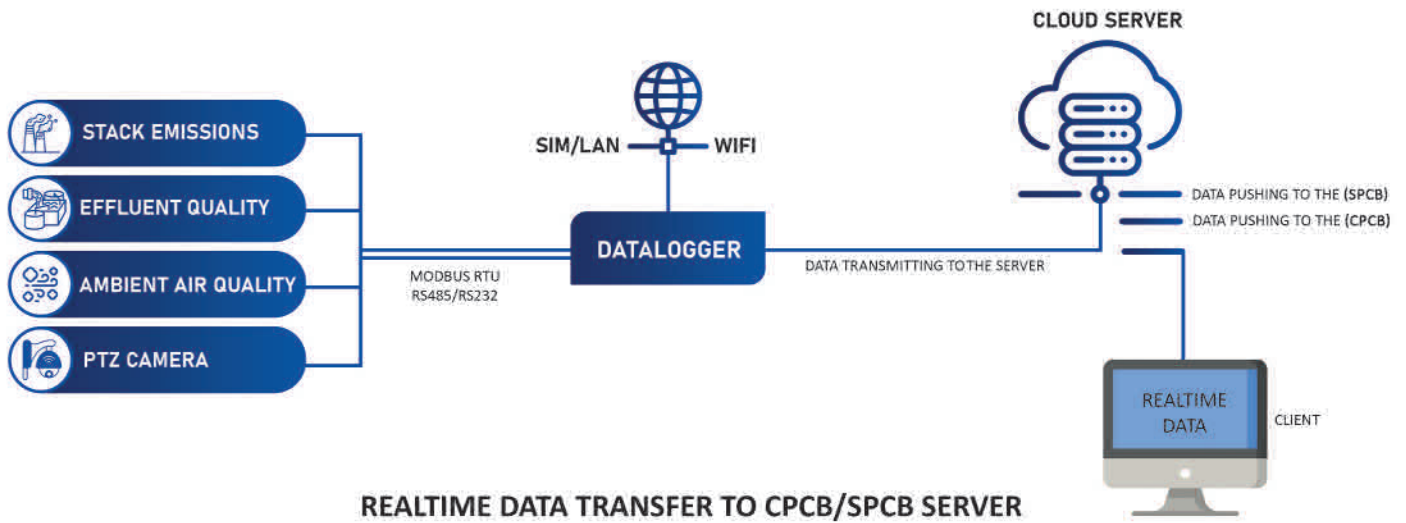 CLOUD SERVER
STACK EMISSIONS
SIM/LAN
WIFI
EFFLUENT QUALITY
DATA PUSHING TO THE (SPCB)
DATA PUSHING TO THE (CPCB)
DATALOGGER
AMBIENT AIR QUALITY
MODBUS RTU
RS485/RS232
DATA TRANSMITTING TO THE SERVER
PTZ CAMERA
REALTIME
DATA
CLIENT
REALTIME DATA TRANSFER TO CPCB/SPCB SERVER